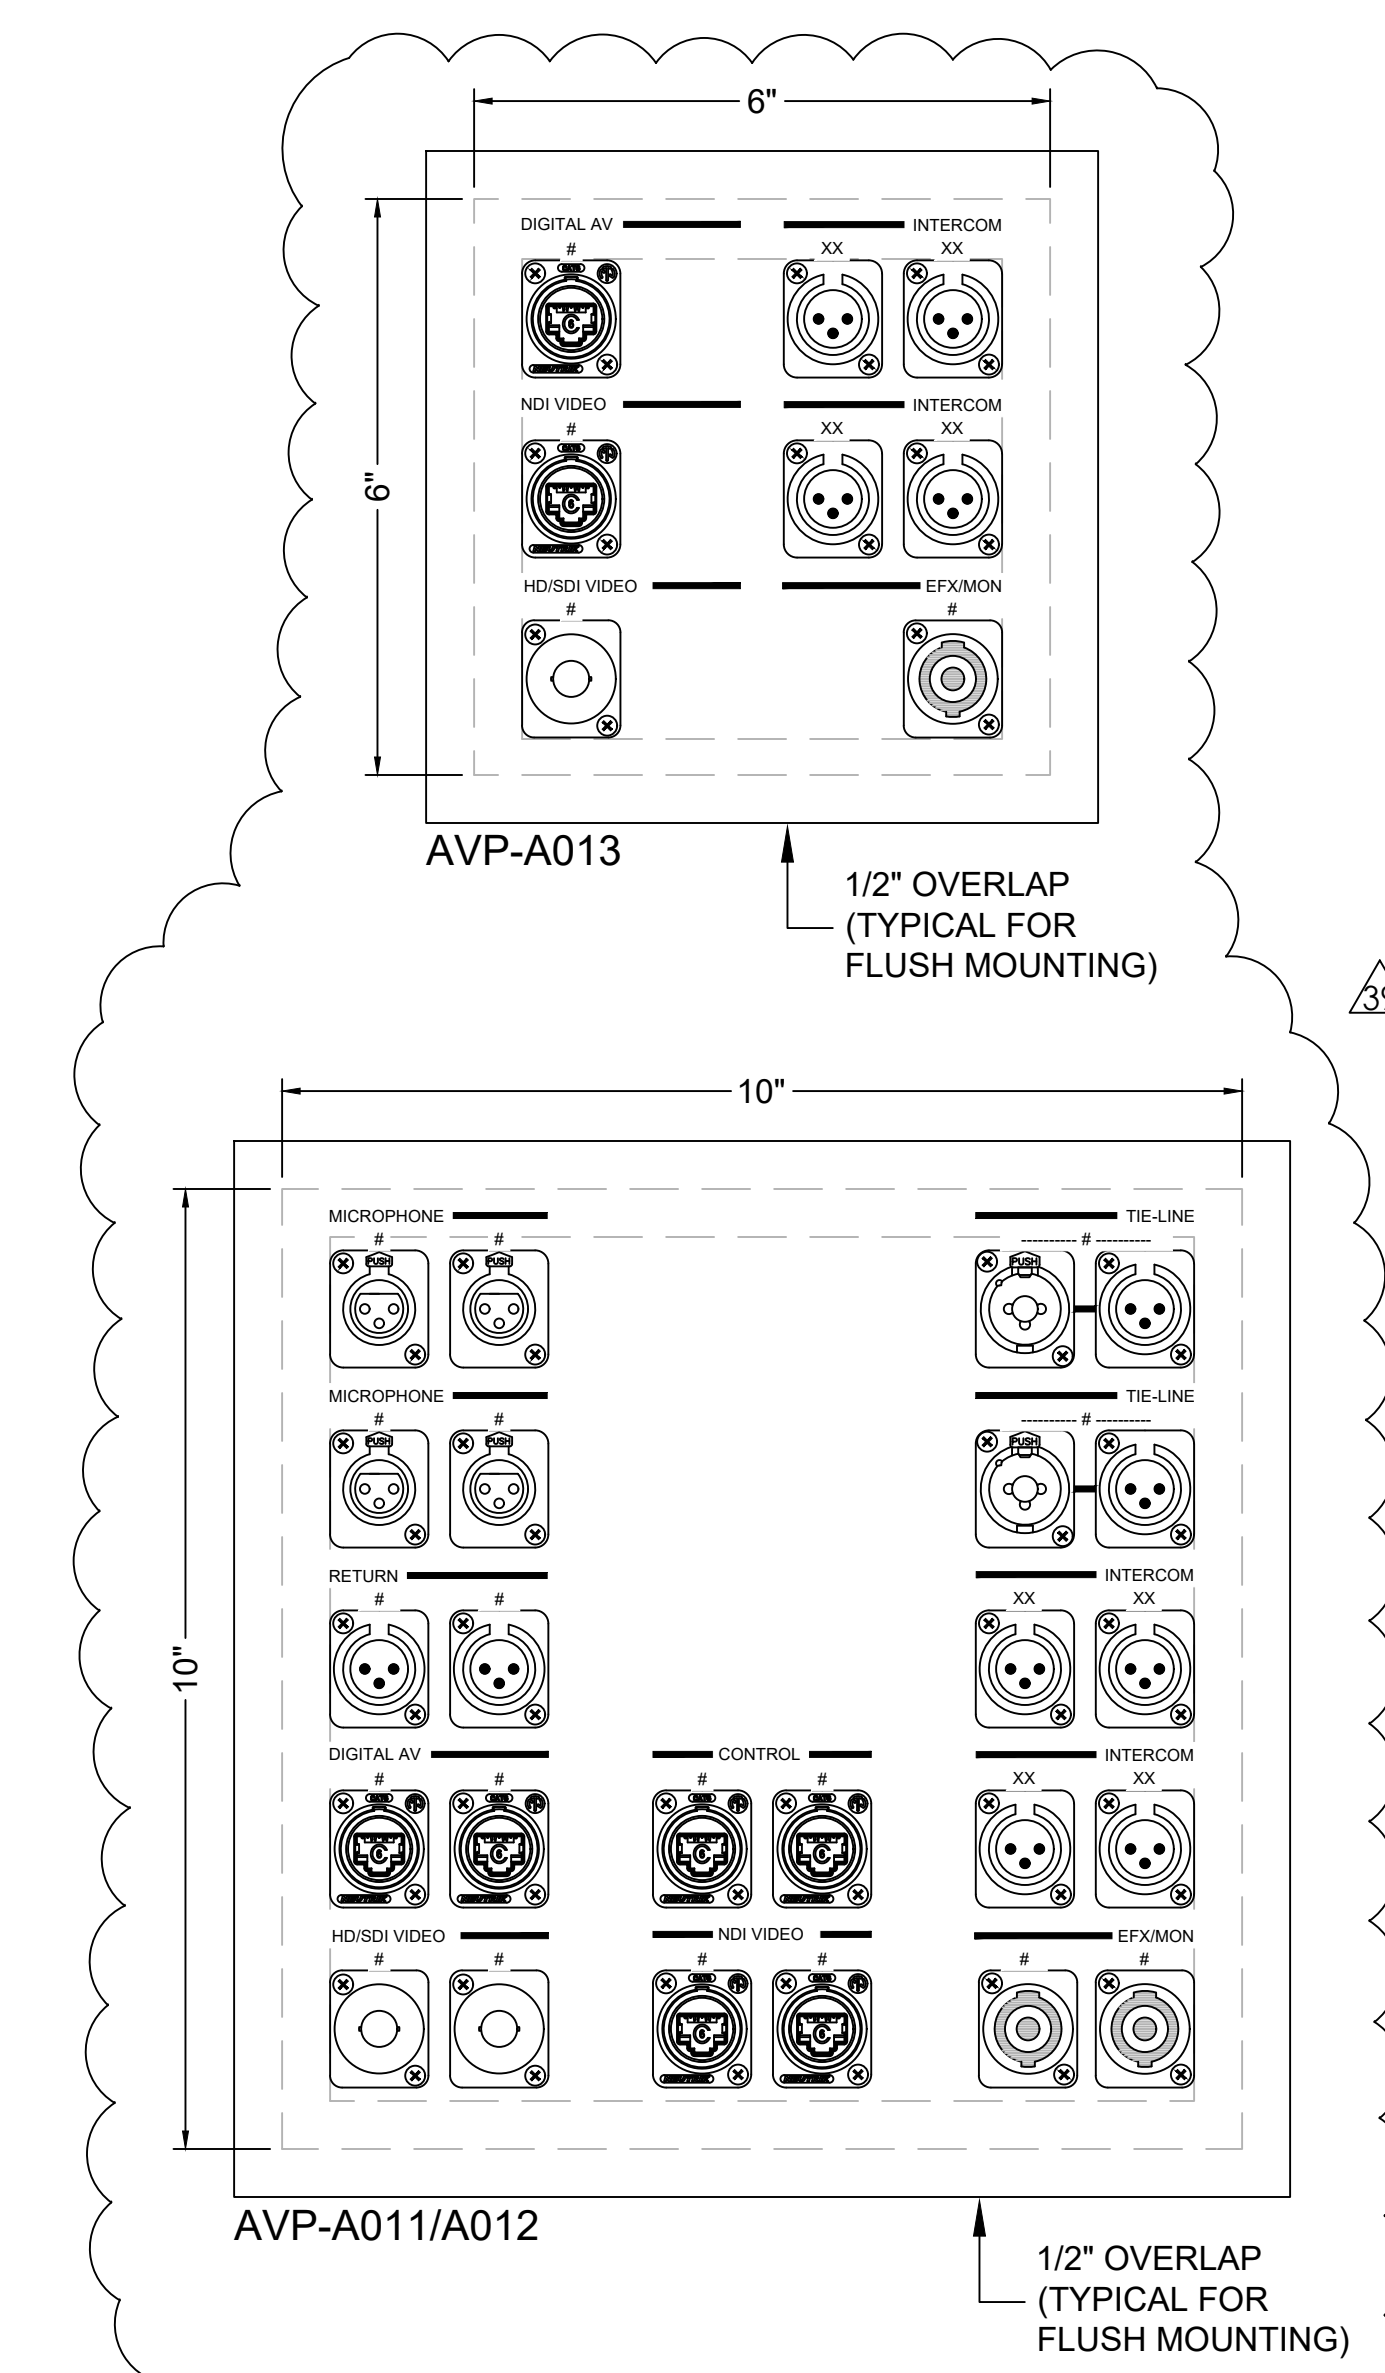 6"
6"
DIGITAL AV INTERCOM
# XX XX
NDI VIDEO INTERCOM
# XX XX
HD/SDI VIDEO EFX/MON
# #
AVP-A013
1/2" OVERLAP
(TYPICAL FOR
FLUSH MOUNTING)
10"
10"
MICROPHONE TIE-LINE
# # ---------- # ----------
PUSH PUSH PUSH
MICROPHONE TIE-LINE
# # ---------- # ----------
PUSH PUSH PUSH
RETURN INTERCOM
# # XX XX
DIGITAL AV CONTROL INTERCOM
# # # # XX XX
HD/SDI VIDEO NDI VIDEO EFX/MON
# # # # # #
AVP-A011/A012
1/2" OVERLAP
(TYPICAL FOR
FLUSH MOUNTING)